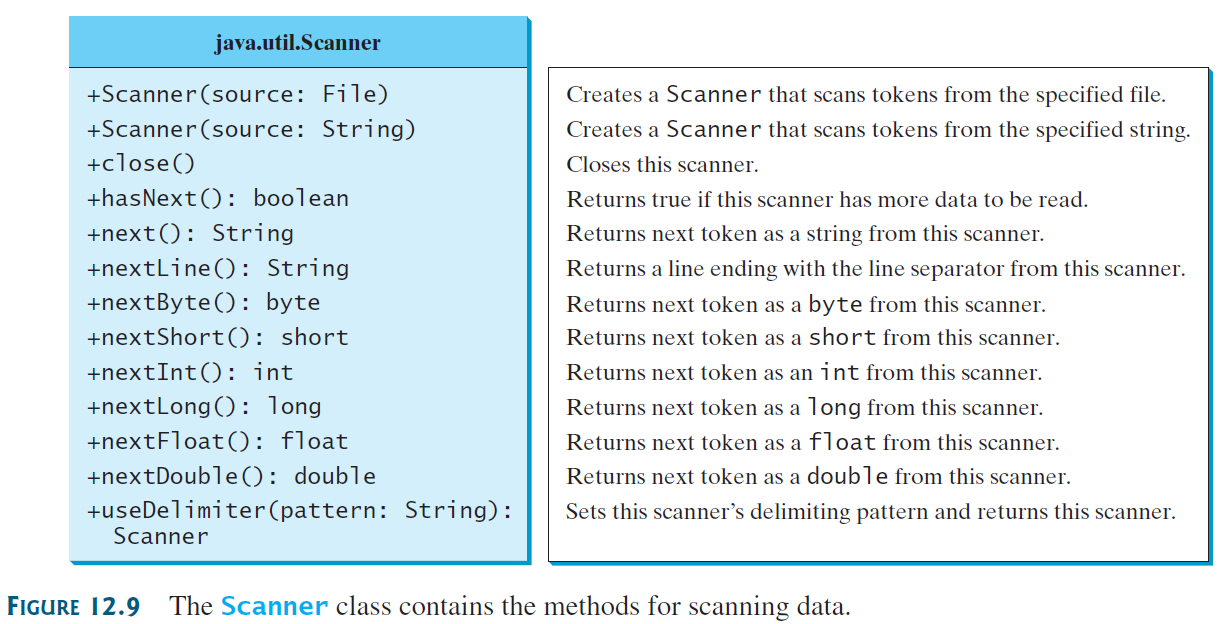 java.util.Scanner
+Scanner(source: File)
Creates a Scanner that scans tokens from the specified file.
+Scanner(source: String)
Creates a Scanner that scans tokens from the specified string.
+close()
Closes this scanner.
+hasNext(): boolean
Returns true if this scanner has more data to be read.
+next(): String
Returns next token as a string from this scanner.
+nextLine(): String
Returns a line ending with the line separator from this scanner.
+nextByte(): byte
Returns next token as a byte from this scanner.
+nextShort(): short
Returns next token as a short from this scanner.
+nextInt(): int
Returns next token as an int from this scanner.
+nextLong(): long
Returns next token as a long from this scanner.
+nextFloat(): float
Returns next token as a float from this scanner.
+nextDouble(): double
Returns next token as a double from this scanner.
+useDelimiter(pattern: String):
Scanner
Sets this scanner’s delimiting pattern and returns this scanner.
FIGURE 12.9 The Scanner class contains the methods for scanning data.